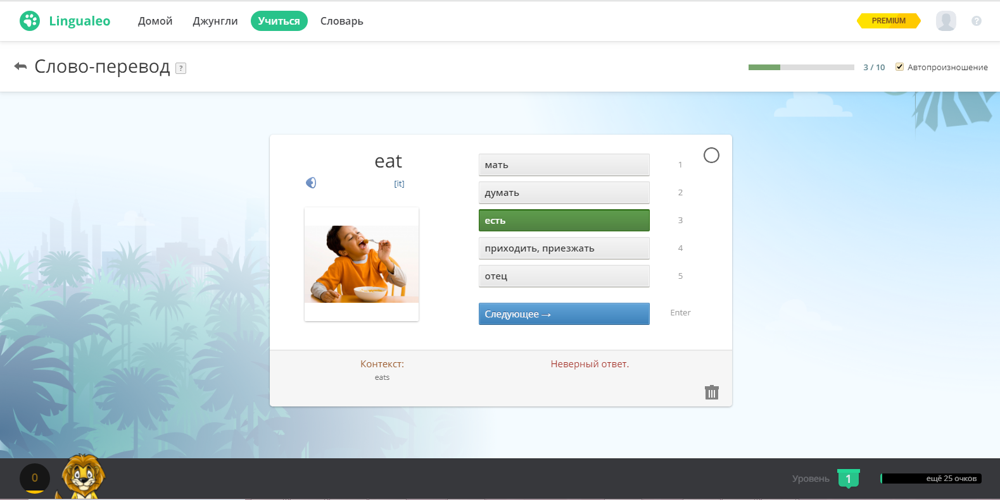 Lingualeo Домой Джунгли Учиться Словарь PREMIUM ?
Слово-перевод ? 3 / 10 Автопроизношение
eat
[it]
мать 1
думать 2
есть 3
приходить, приезжать 4
отец 5
Следующее → Enter
Контекст:
eats
Неверный ответ.
0 Уровень 1 ещё 25 очков